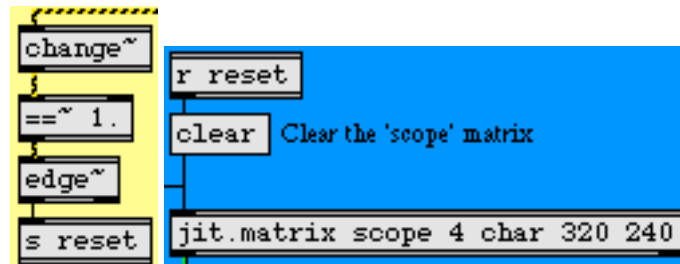 change~
==~ 1.
edge~
s reset
r reset
clear
Clear the 'scope' matrix
jit.matrix scope 4 char 320 240